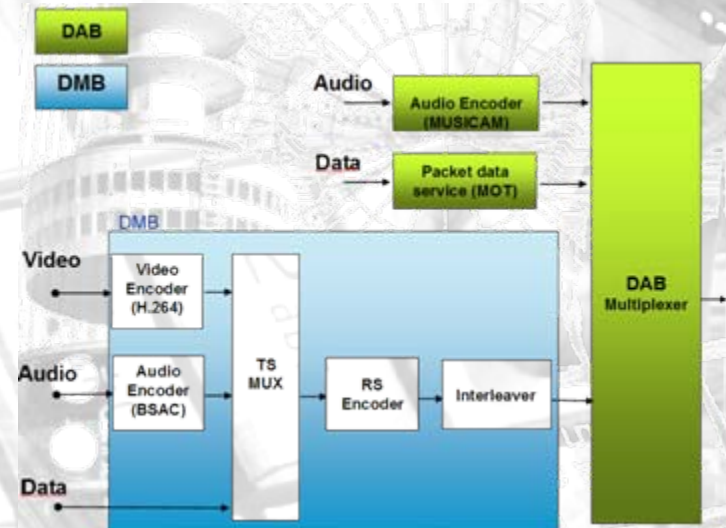 DAB
DMB
Audio
Audio Encoder
(MUSICAM)
Data
Packet data
service (MOT)
DMB
Video
Video
Encoder
(H.264)
Audio
Audio
Encoder
(BSAC)
Data
TS
MUX
RS
Encoder
Interleaver
DAB
Multiplexer